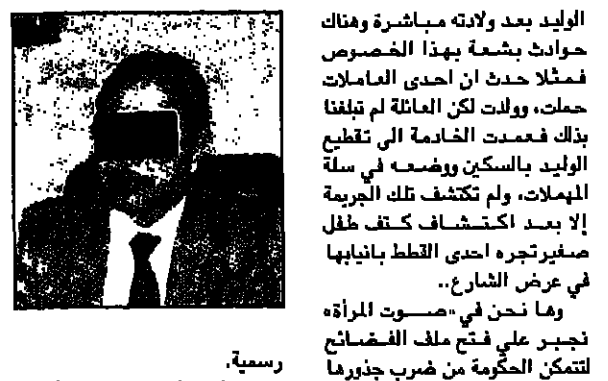 الوليد بعد ولادته مباشرة وهناك
حوادث بشعة بهذا الخصوص
فمثلا حدث ان احدى العاملات
حملت، وولدت لكن العائلة لم تبلغنا
بذلك فعمدت الخادمة الى تقطيع
الوليد بالسكين ووضعه في سلة
المهملات، ولم تكتشف تلك الجريمة
إلا بعد اكتشاف كتف طفل
صغير تجره احدى القطط بانيابها
في عرض الشارع..
وها نحن في «صوت المرأة»
نجبر علي فتح ملف الفضائح
لتتمكن الحكومة من ضرب جذورها
رسمية.